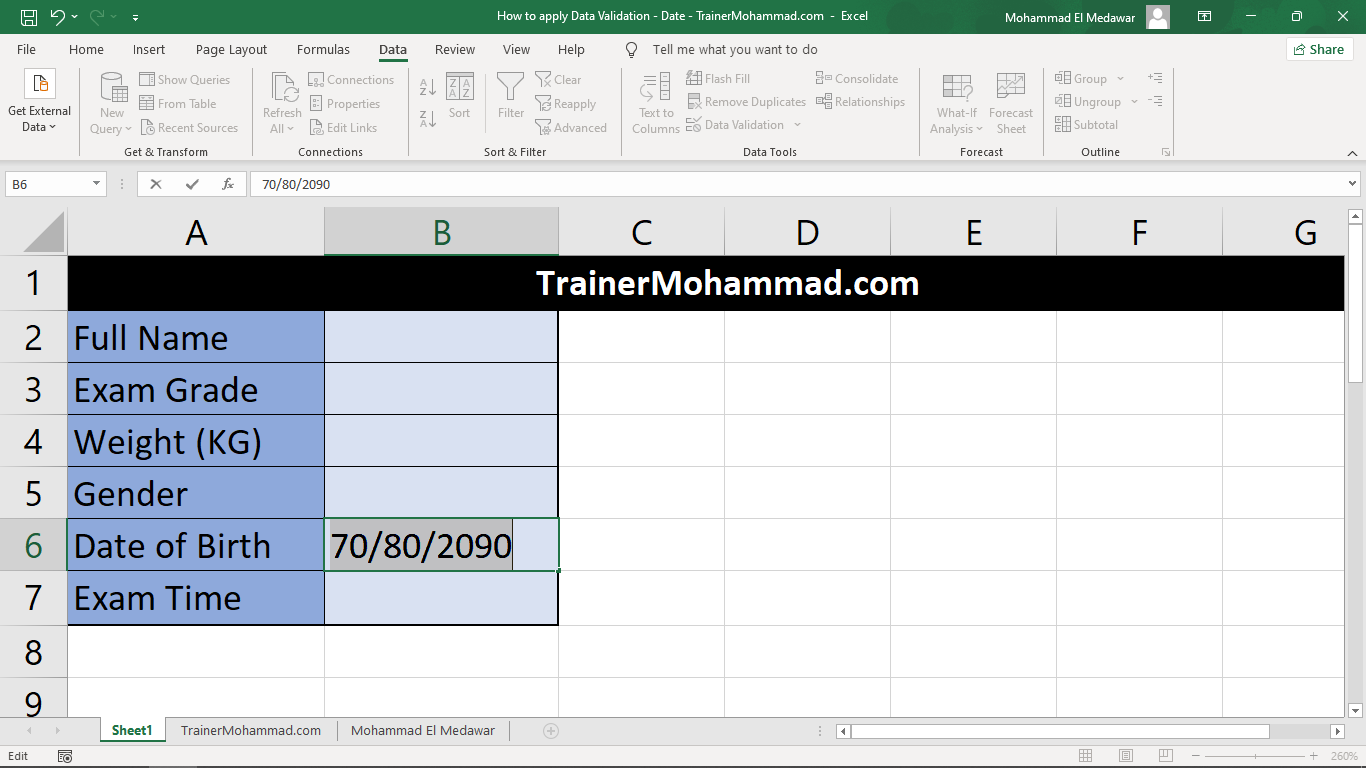 How to apply Data Validation - Date - TrainerMohammad.com - Excel
Mohammad El Medawar
File Home Insert Page Layout Formulas Data Review View Help Tell me what you want to do Share
Get External Data
New Query
Show Queries
From Table
Recent Sources
Get & Transform
Refresh All
Connections
Properties
Edit Links
Connections
A Z
Z A
Z A A Z
Sort
Filter
Clear
Reapply
Advanced
Sort & Filter
Text to Columns
Flash Fill
Remove Duplicates
Data Validation
Consolidate
Relationships
Data Tools
What-If Analysis
Forecast Sheet
Forecast
Group
Ungroup
Subtotal
Outline
B6 fx 70/80/2090
A B C D E F G
1 TrainerMohammad.com
2 Full Name
3 Exam Grade
4 Weight (KG)
5 Gender
6 Date of Birth 70/80/2090
7 Exam Time
8
9
Sheet1 TrainerMohammad.com Mohammad El Medawar
Edit 260%